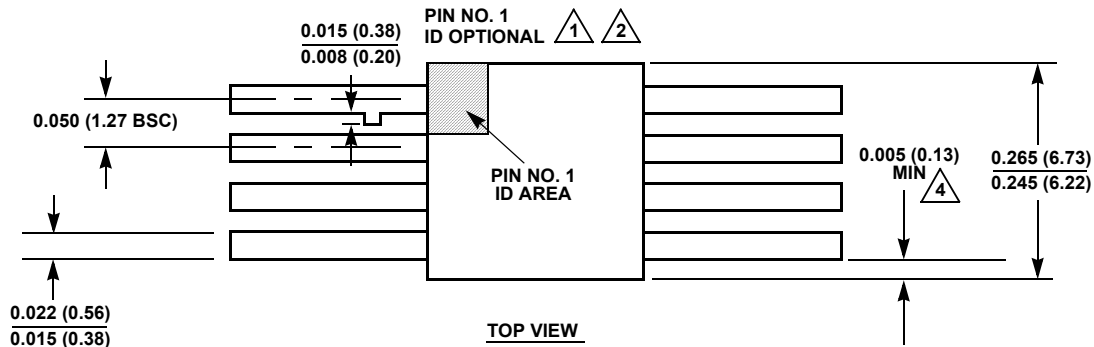 PIN NO. 1
ID OPTIONAL 1 2
0.015 (0.38)
0.008 (0.20)
0.050 (1.27 BSC)
PIN NO. 1
ID AREA
0.005 (0.13)
MIN 4
0.265 (6.73)
0.245 (6.22)
0.022 (0.56)
0.015 (0.38)
TOP VIEW